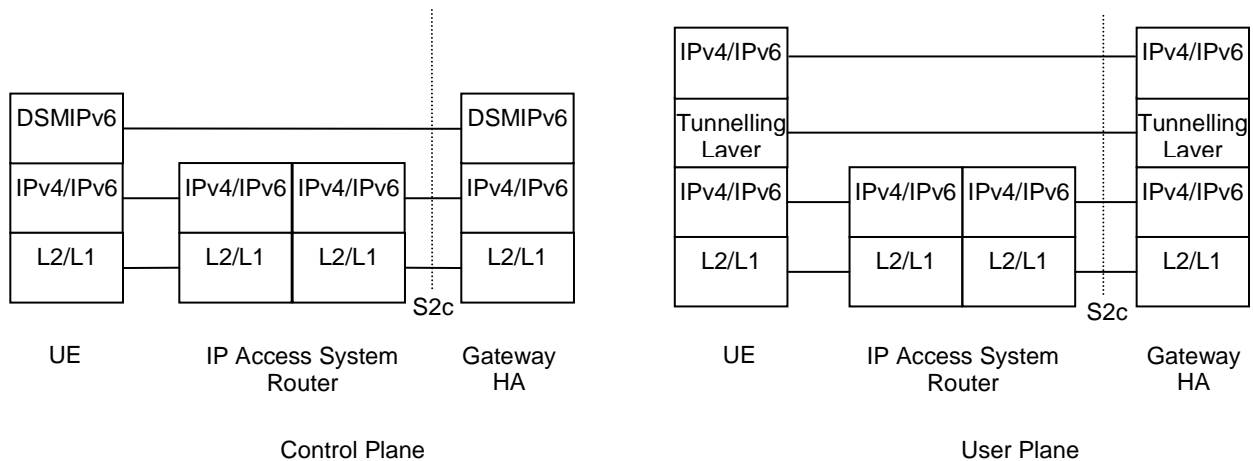 DSMIPv6
DSMIPv6
IPv4/IPv6
IPv4/IPv6
IPv4/IPv6
IPv4/IPv6
L2/L1
L2/L1
L2/L1
L2/L1
S2c
UE
IP Access System
Router
Gateway
HA
Control Plane
IPv4/IPv6
IPv4/IPv6
Tunnelling
Layer
Tunnelling
Layer
IPv4/IPv6
IPv4/IPv6
IPv4/IPv6
IPv4/IPv6
L2/L1
L2/L1
L2/L1
L2/L1
S2c
UE
IP Access System
Router
Gateway
HA
User Plane